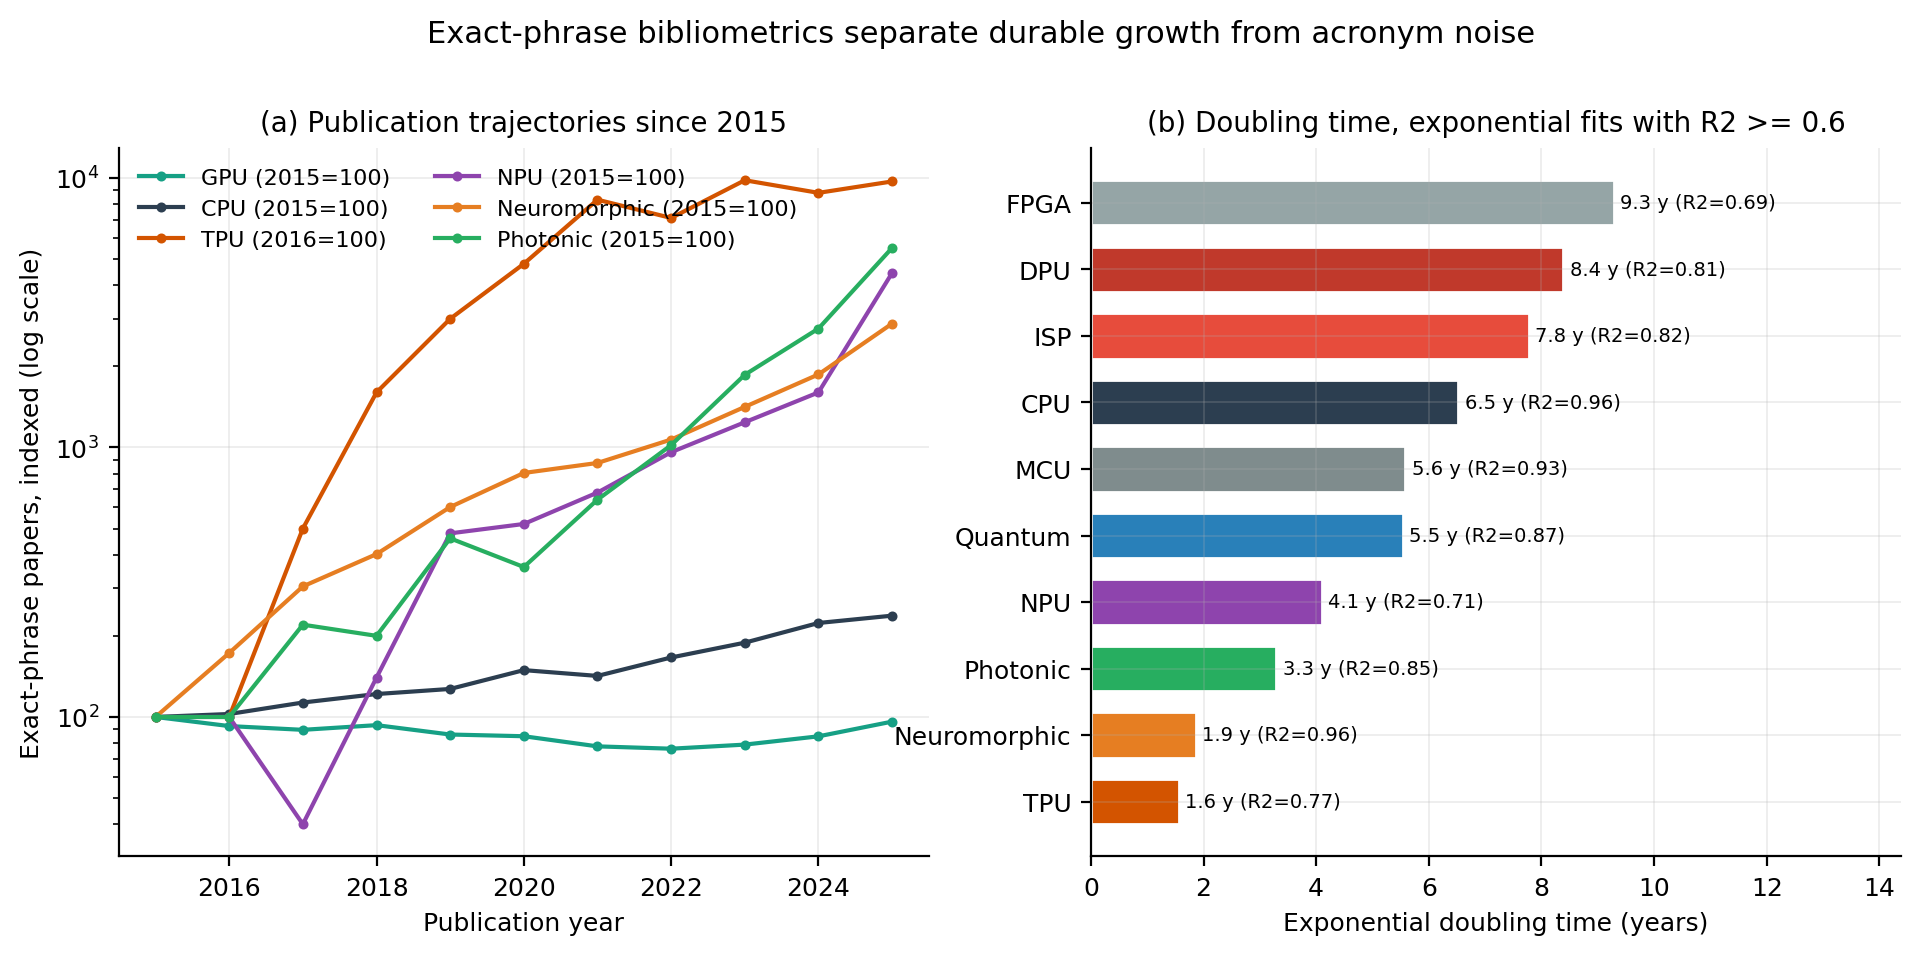 Exact-phrase bibliometrics separate durable growth from acronym noise
(a) Publication trajectories since 2015
GPU (2015=100)
CPU (2015=100)
TPU (2016=100)
NPU (2015=100)
Neuromorphic (2015=100)
Photonic (2015=100)
Exact-phrase papers, indexed (log scale)
10⁴
10³
10²
2016 2018 2020 2022 2024
Publication year
(b) Doubling time, exponential fits with R2 >= 0.6
FPGA 9.3 y (R2=0.69)
DPU 8.4 y (R2=0.81)
ISP 7.8 y (R2=0.82)
CPU 6.5 y (R2=0.96)
MCU 5.6 y (R2=0.93)
Quantum 5.5 y (R2=0.87)
NPU 4.1 y (R2=0.71)
Photonic 3.3 y (R2=0.85)
Neuromorphic 1.9 y (R2=0.96)
TPU 1.6 y (R2=0.77)
0 2 4 6 8 10 12 14
Exponential doubling time (years)